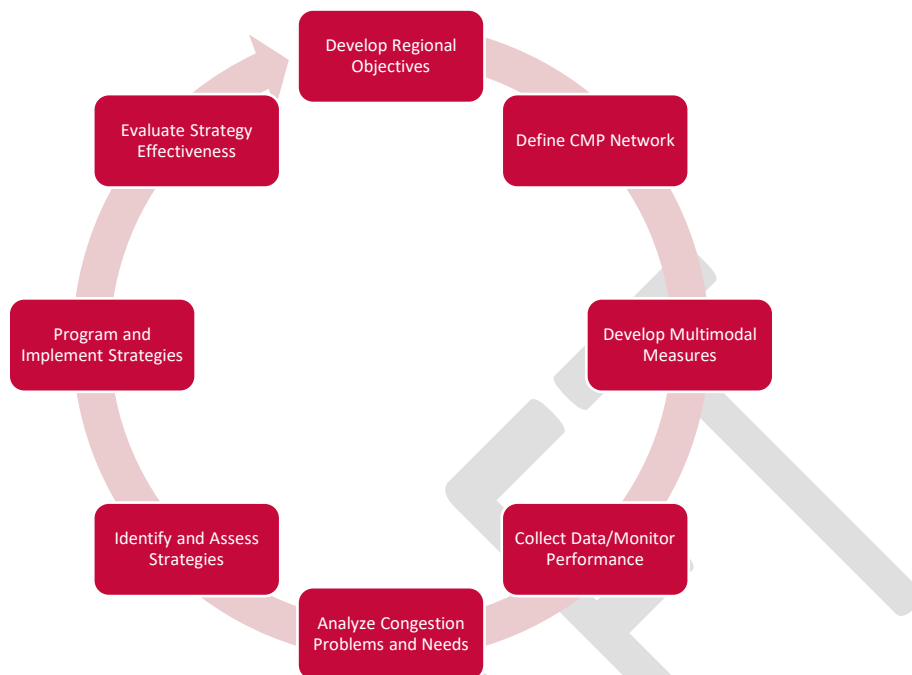 Develop Regional
Objectives
Define CMP Network
Develop Multimodal
Measures
Collect Data/Monitor
Performance
Analyze Congestion
Problems and Needs
Identify and Assess
Strategies
Program and
Implement Strategies
Evaluate Strategy
Effectiveness